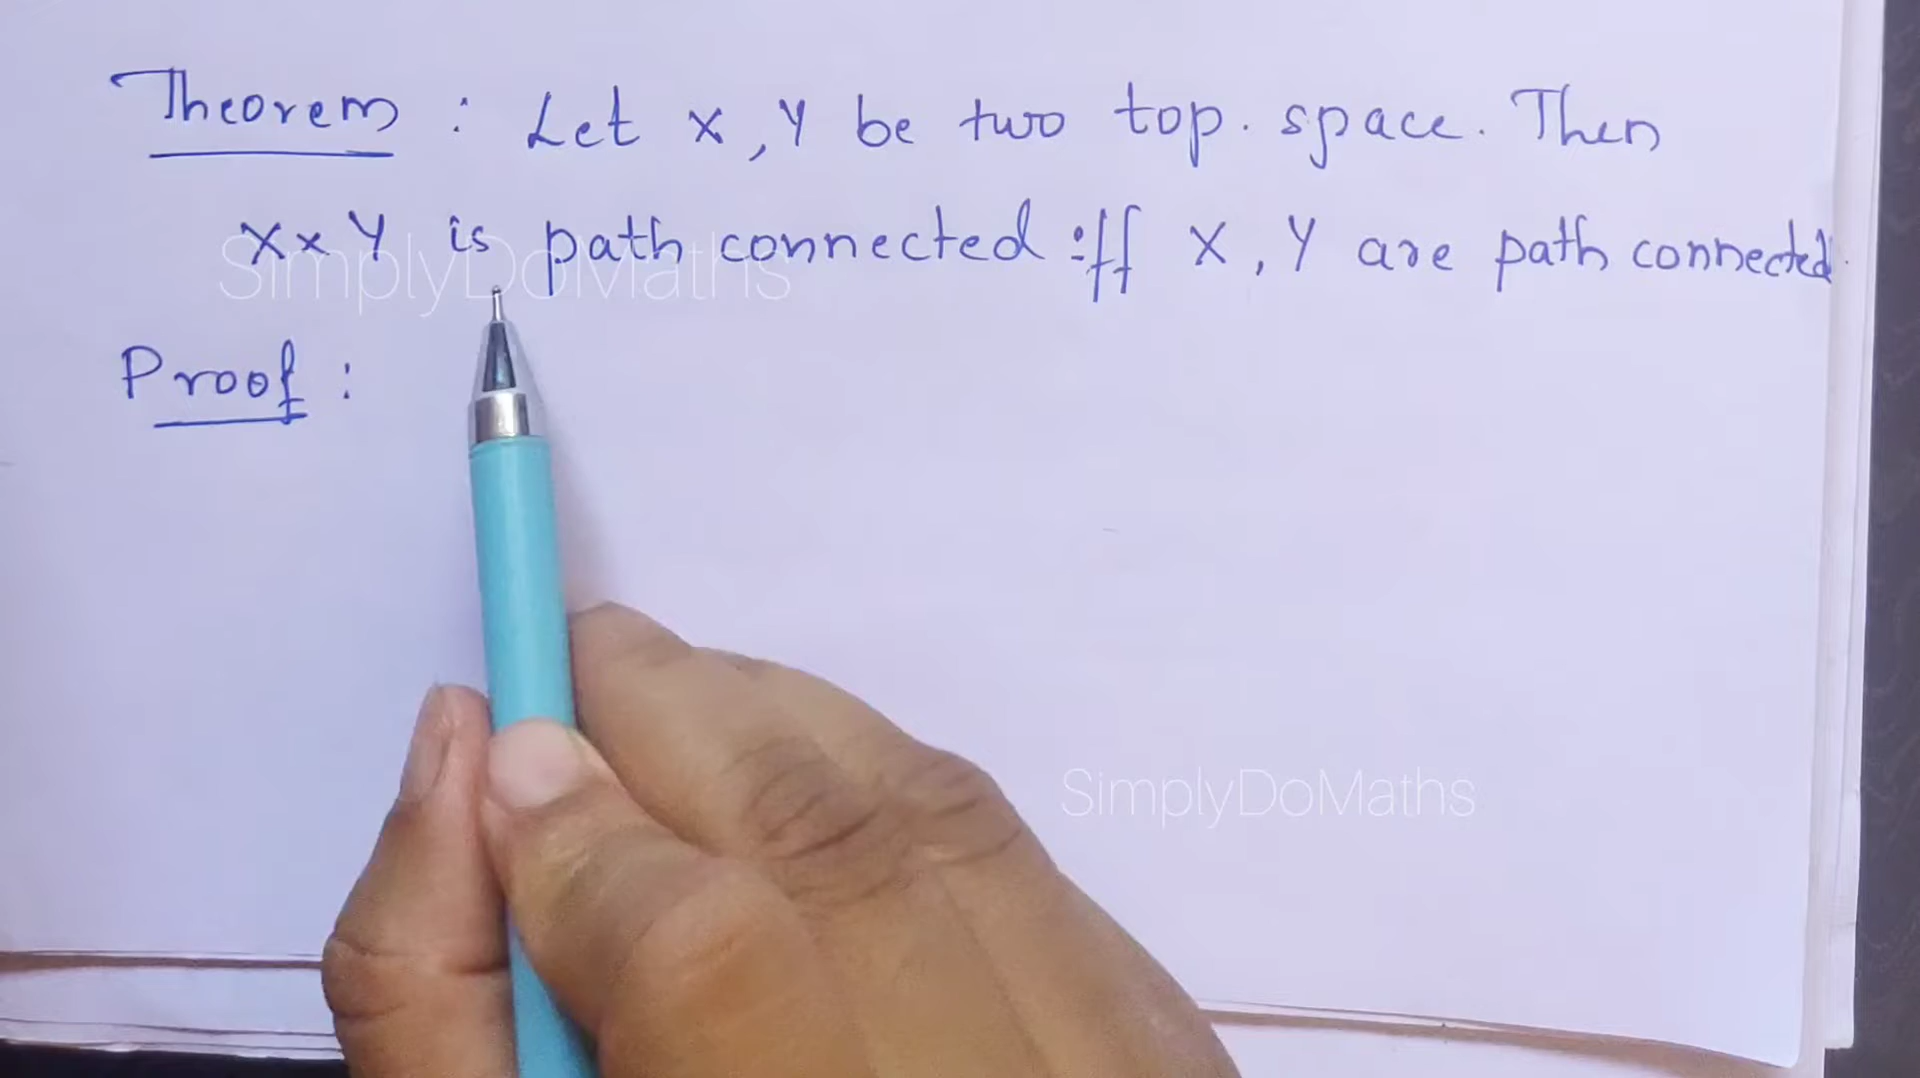 Theorem : Let X, Y be two top. space. Then
X × Y is path connected iff X, Y are path connected.
SimplyDoMaths
Proof :
SimplyDoMaths